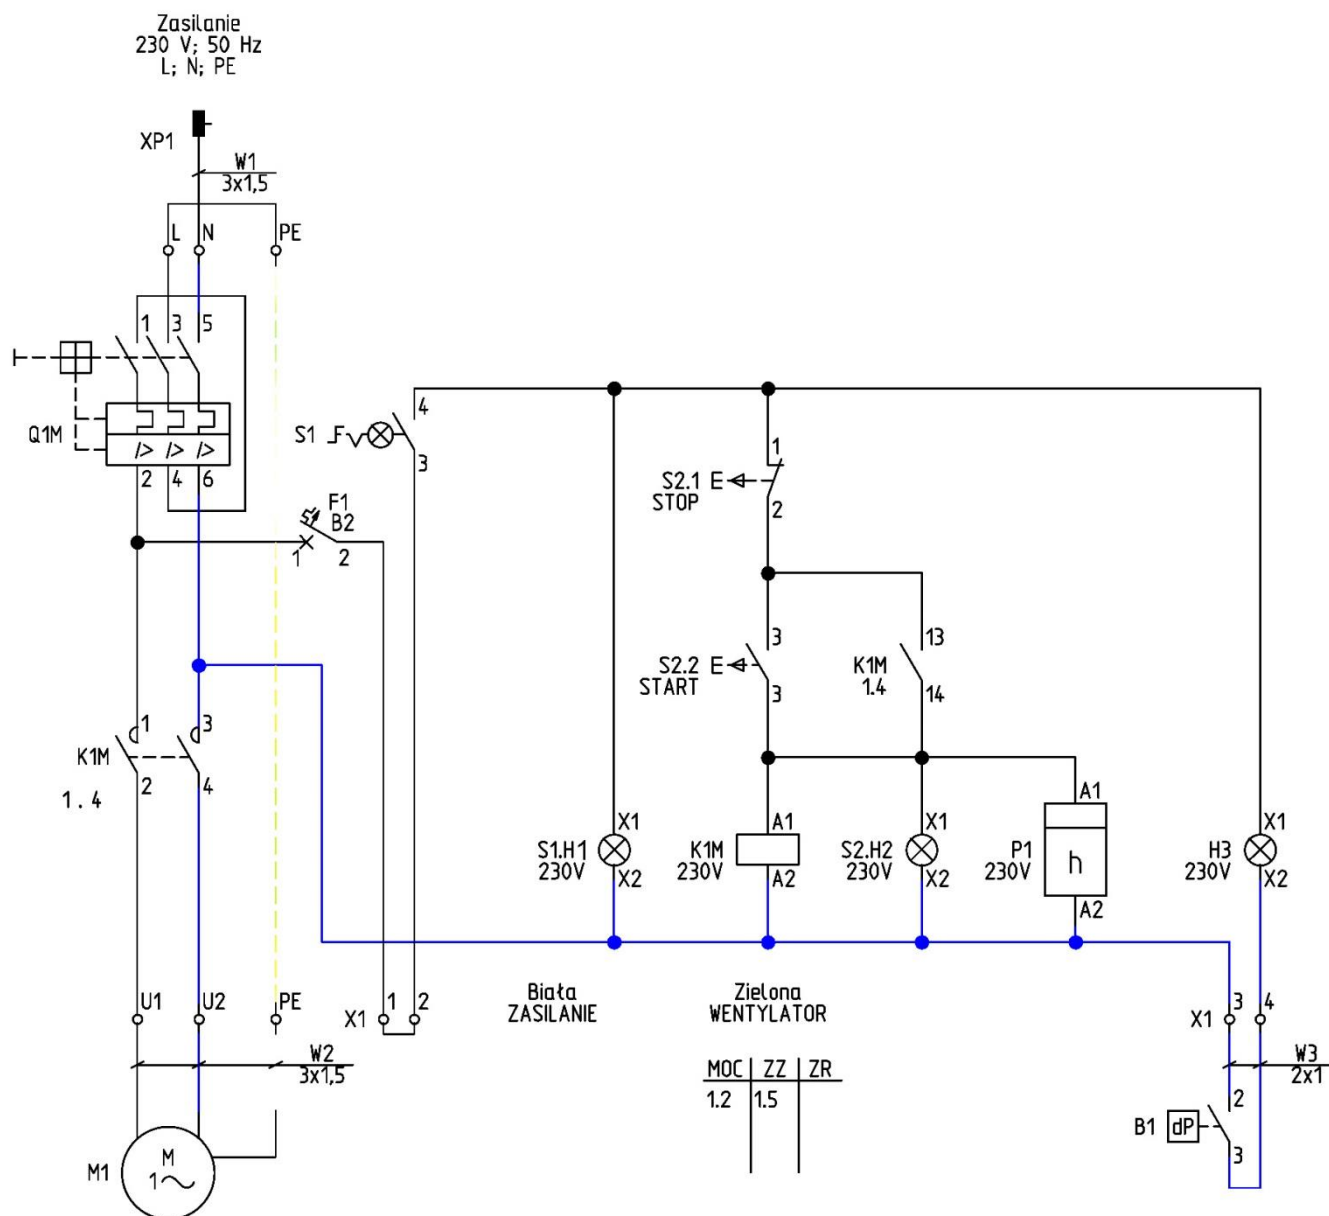 Zasilanie
230 V; 50 Hz
L; N; PE
XP1
W1
3x1,5
L N PE
1 3 5
Q1M
I> I> I>
2 4 6
S1
4
3
F1
B2
1 2
1
S2.1 E
STOP
2
3
S2.2 E
START
3
13
K1M
1.4
14
1 3
K1M
2 4
1.4
X1
S1.H1
230V
X2
A1
K1M
230V
A2
X1
S2.H2
230V
X2
A1
P1
230V
h
A2
X1
H3
230V
X2
U1 U2 PE
X1 1 2
Biała
ZASILANIE
Zielona
WENTYLATOR
X1 3 4
W2
3x1,5
W3
2x1
MOC ZZ ZR
1.2 1.5
2
B1 dP
3
M1
M
1~